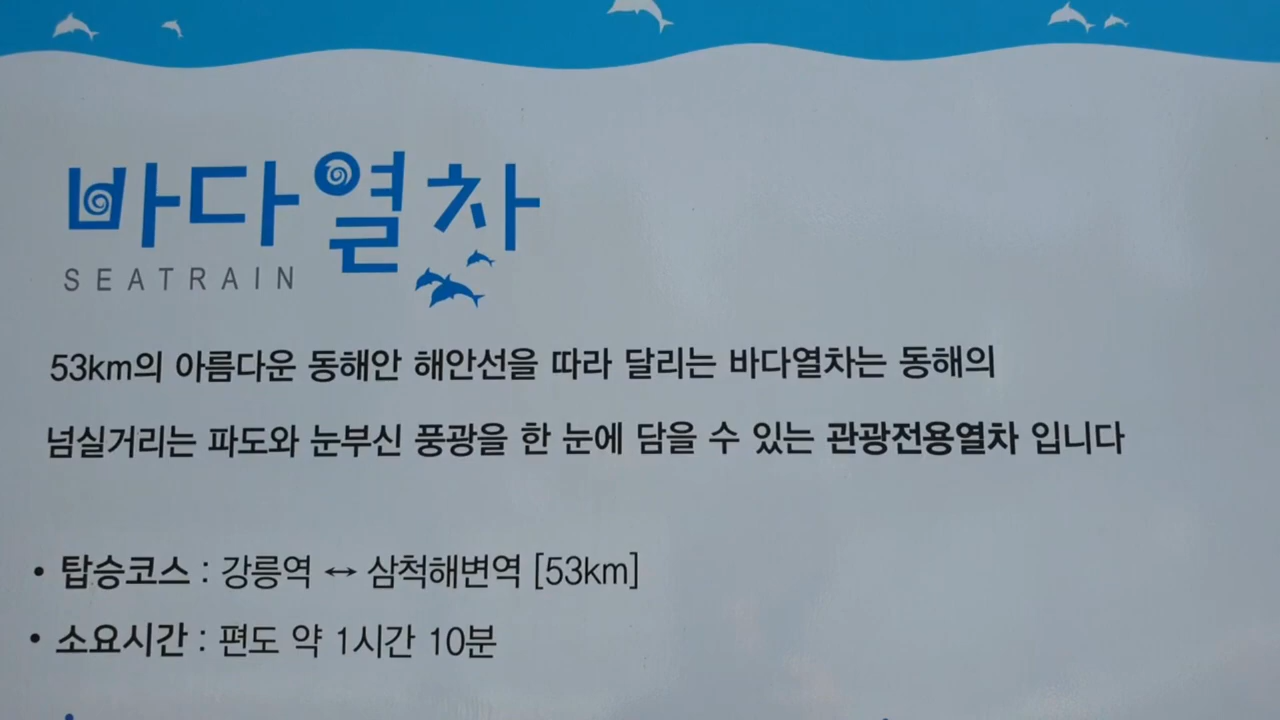 바다열차
SEATRAIN
53km의 아름다운 동해안 해안선을 따라 달리는 바다열차는 동해의
넘실거리는 파도와 눈부신 풍광을 한 눈에 담을 수 있는 관광전용열차 입니다
• 탑승코스 : 강릉역 ↔ 삼척해변역 [53km]
• 소요시간 : 편도 약 1시간 10분